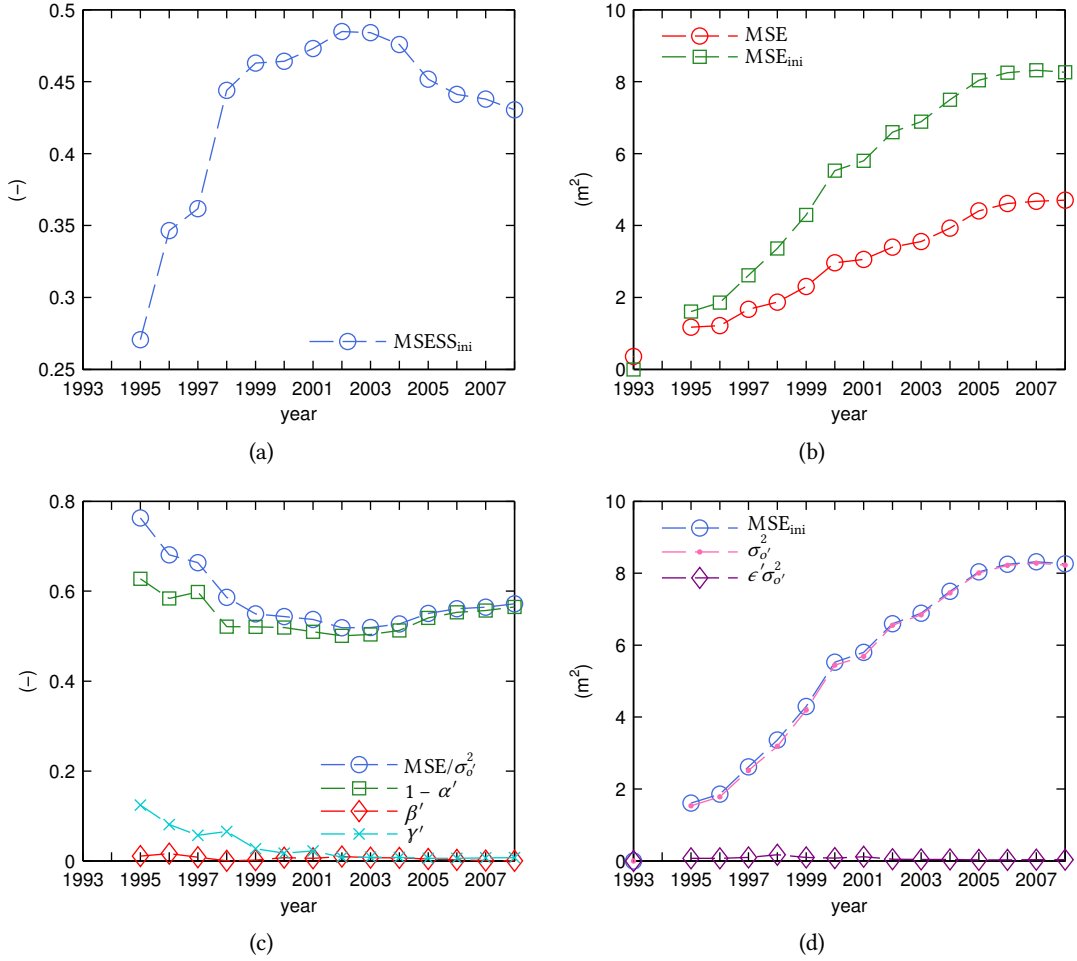 0.5
0.45
0.4
0.35
0.3
0.25
(−)
MSESS_ini
1993 1995 1997 1999 2001 2003 2005 2007
year
(a)
10
8
6
4
2
0
(m²)
MSE
MSE_ini
1993 1995 1997 1999 2001 2003 2005 2007
year
(b)
0.8
0.6
0.4
0.2
0
(−)
MSE/σ²_o′
1 − α′
β′
γ′
1993 1995 1997 1999 2001 2003 2005 2007
year
(c)
10
8
6
4
2
0
(m²)
MSE_ini
σ²_o′
ϵ′σ²_o′
1993 1995 1997 1999 2001 2003 2005 2007
year
(d)